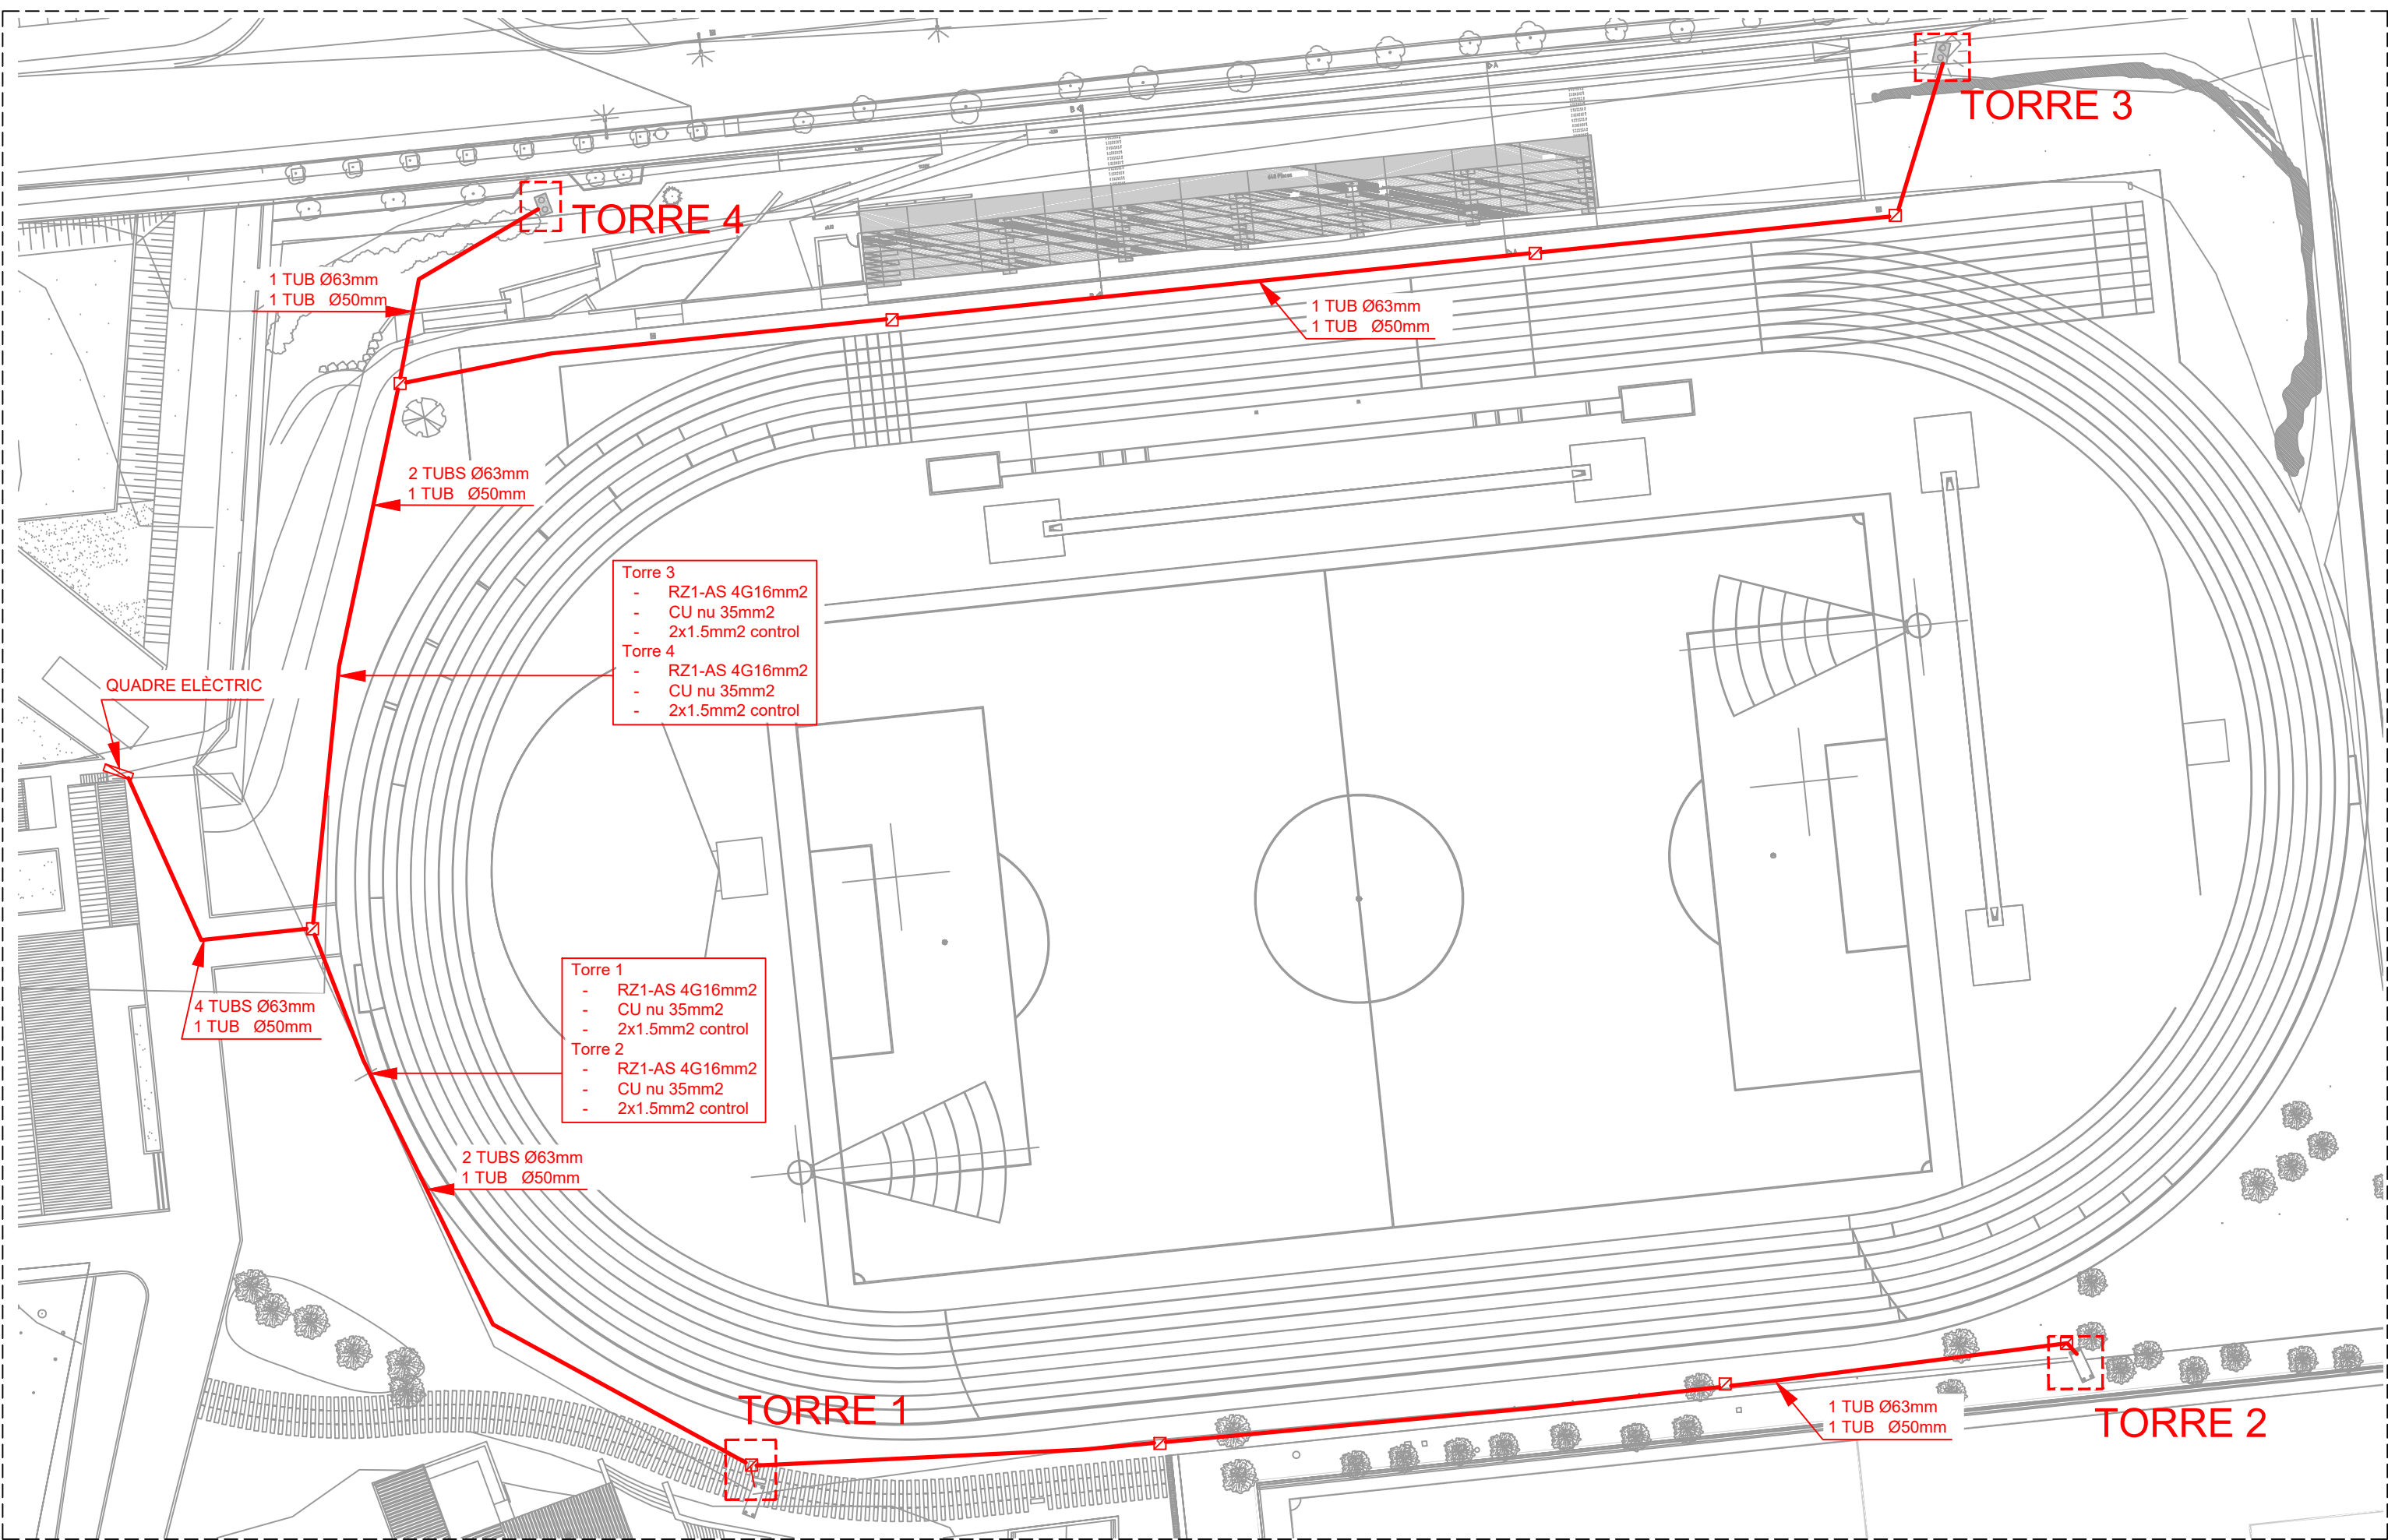 TORRE 3
TORRE 4
1 TUB Ø63mm
1 TUB Ø50mm
1 TUB Ø63mm
1 TUB Ø50mm
2 TUBS Ø63mm
1 TUB Ø50mm
Torre 3
- RZ1-AS 4G16mm2
- CU nu 35mm2
- 2x1.5mm2 control
Torre 4
- RZ1-AS 4G16mm2
- CU nu 35mm2
- 2x1.5mm2 control
QUADRE ELÈCTRIC
4 TUBS Ø63mm
1 TUB Ø50mm
Torre 1
- RZ1-AS 4G16mm2
- CU nu 35mm2
- 2x1.5mm2 control
Torre 2
- RZ1-AS 4G16mm2
- CU nu 35mm2
- 2x1.5mm2 control
2 TUBS Ø63mm
1 TUB Ø50mm
TORRE 1
1 TUB Ø63mm
1 TUB Ø50mm
TORRE 2